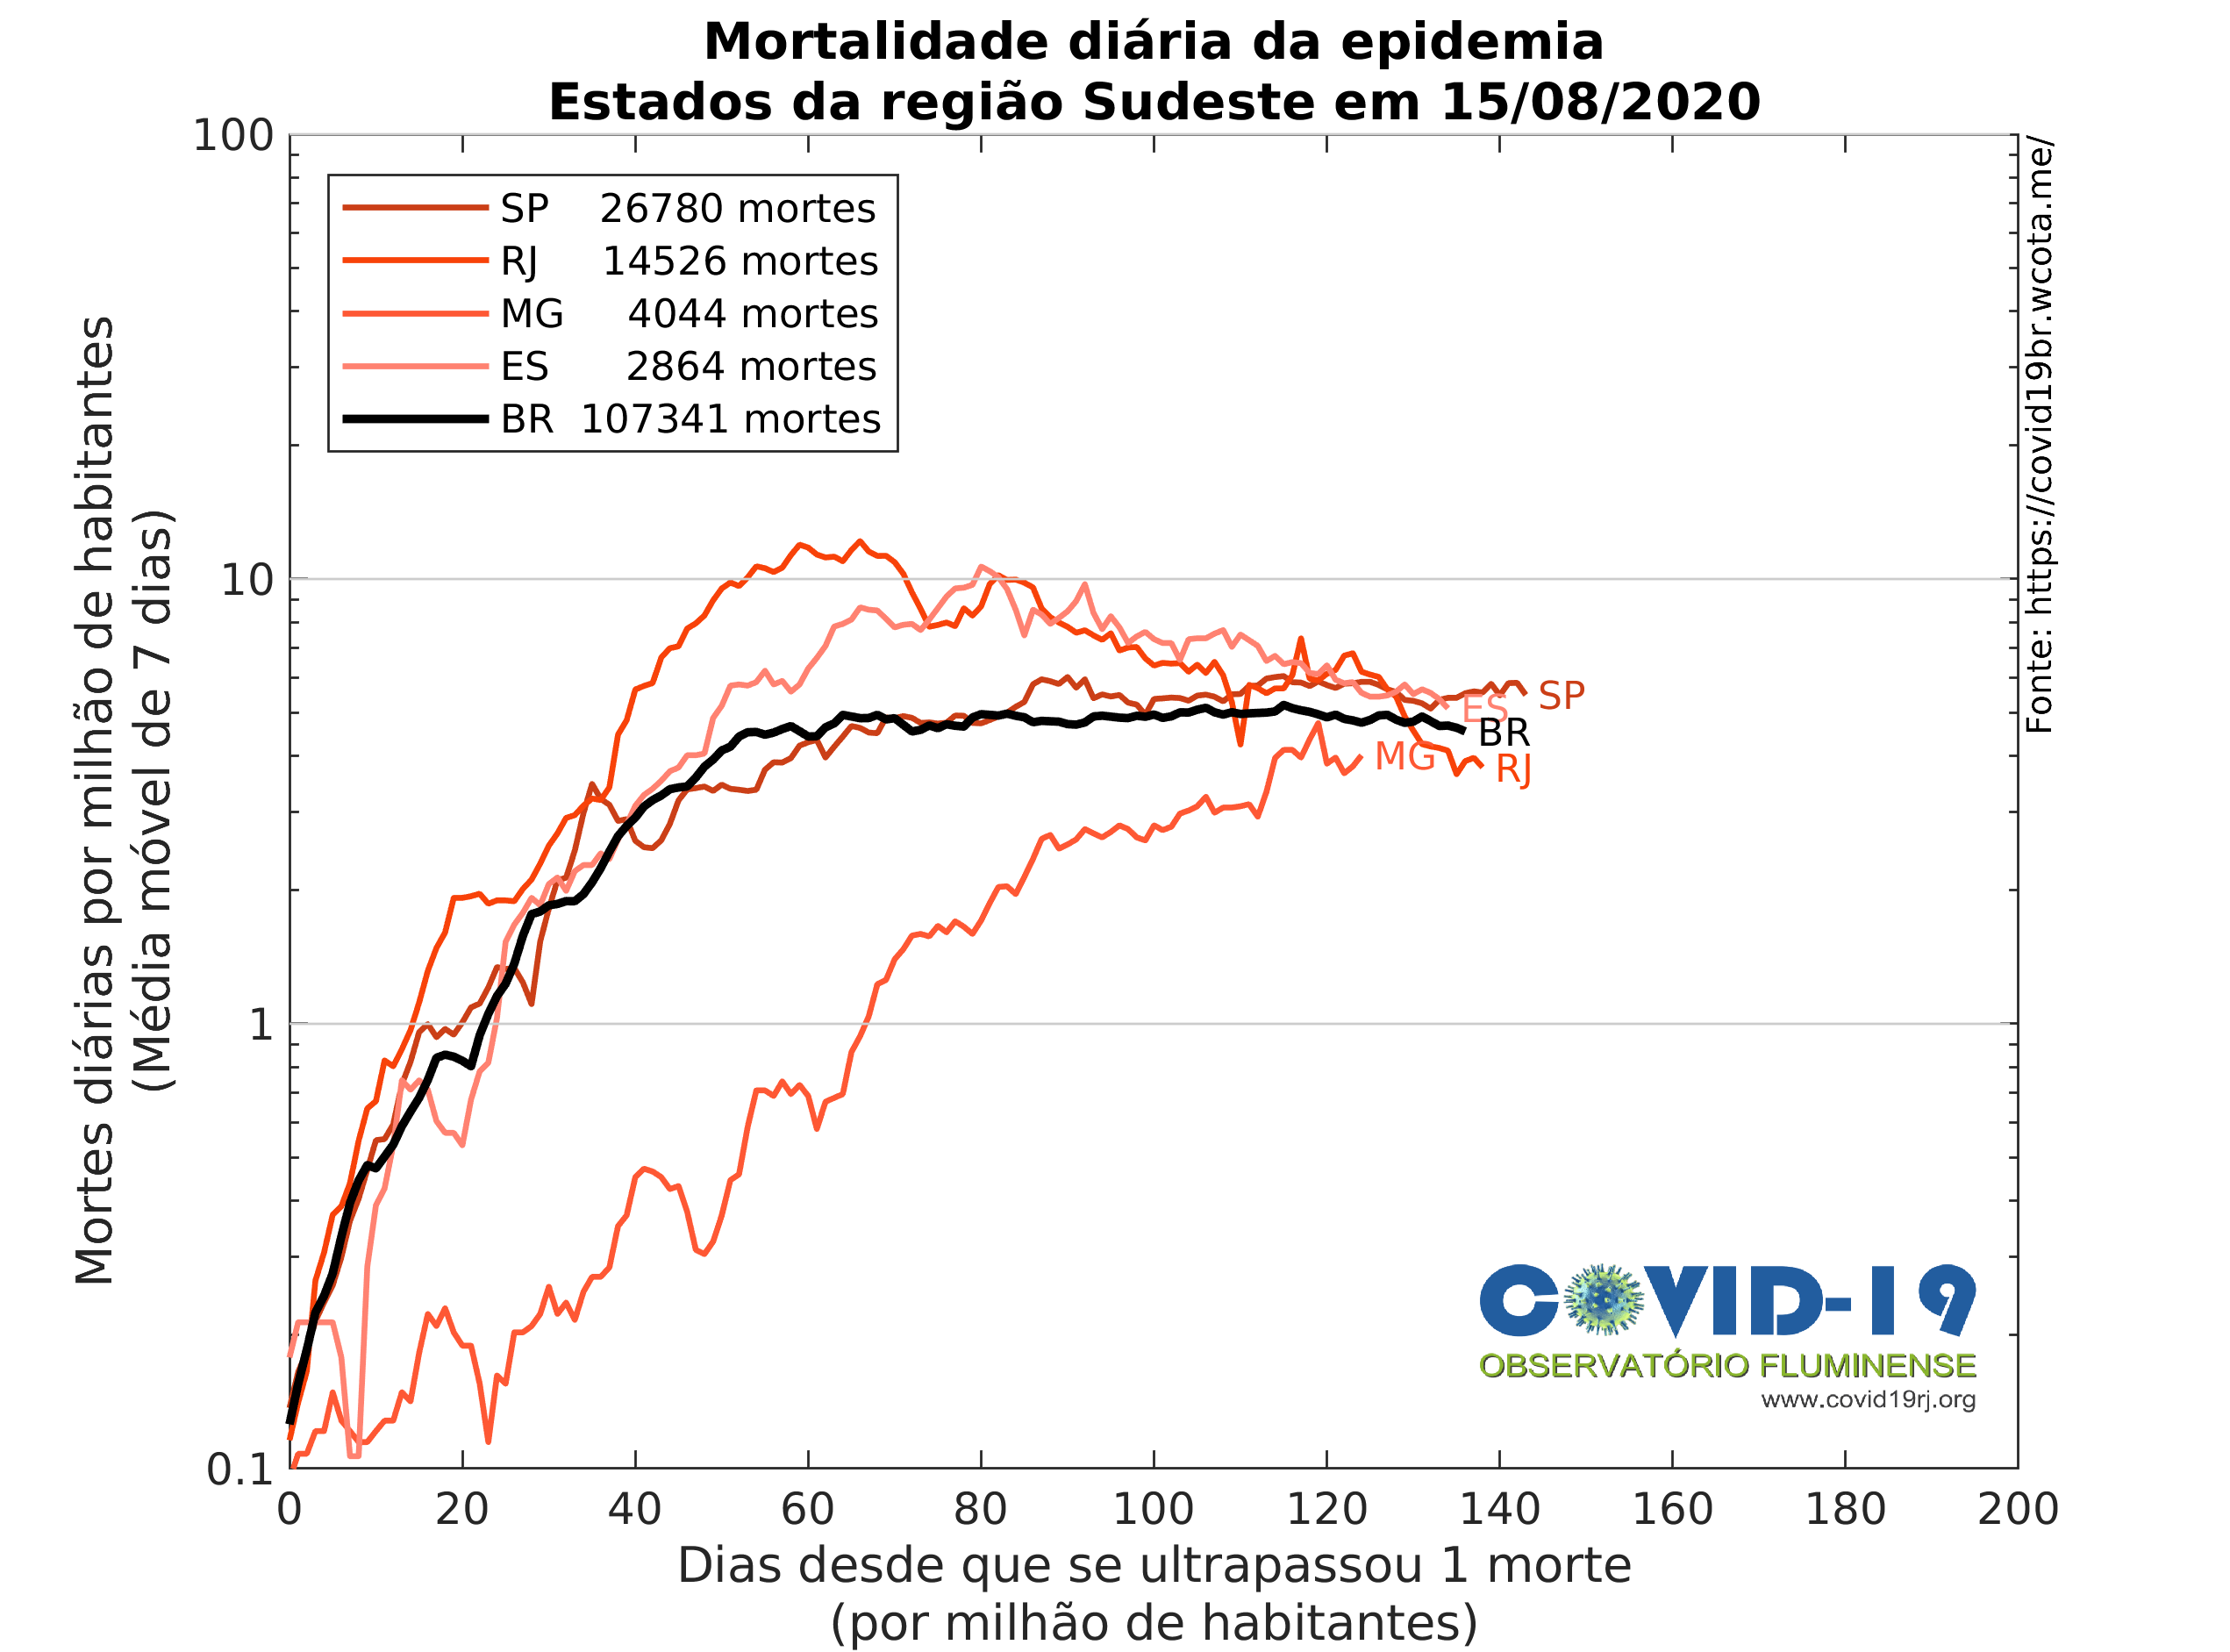 Mortalidade diária da epidemia
Estados da região Sudeste em 15/08/2020
Mortes diárias por milhão de habitantes
(Média móvel de 7 dias)
100
10
1
0.1
SP 26780 mortes
RJ 14526 mortes
MG 4044 mortes
ES 2864 mortes
BR 107341 mortes
SP
ES
BR
MG
RJ
Fonte: https://covid19br.wcota.me/
COVID-19
OBSERVATÓRIO FLUMINENSE
www.covid19rj.org
0 20 40 60 80 100 120 140 160 180 200
Dias desde que se ultrapassou 1 morte
(por milhão de habitantes)